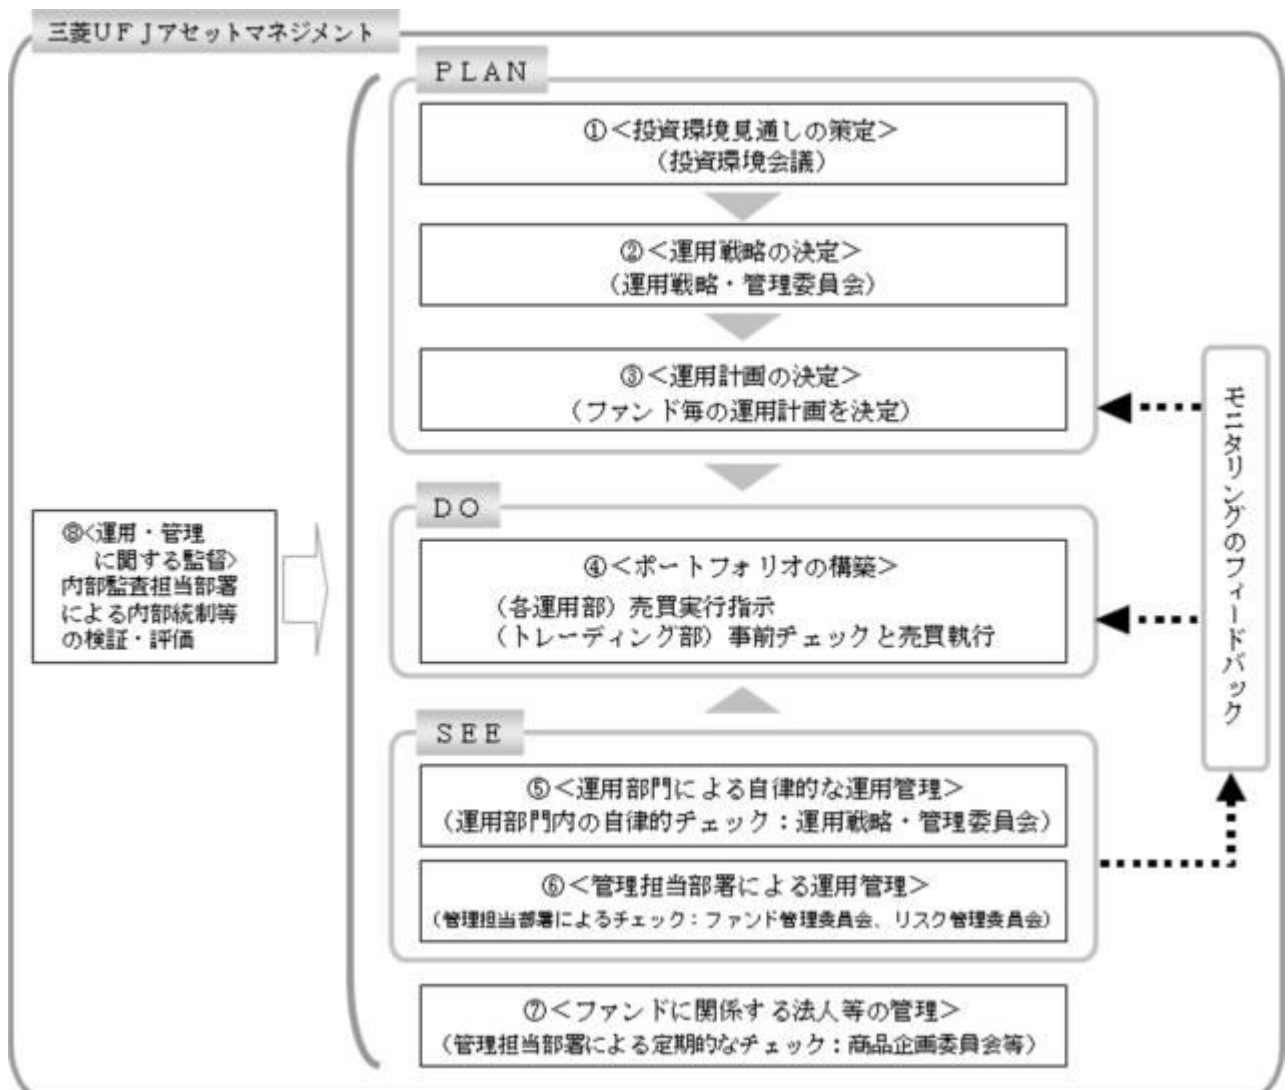 三菱ＵＦＪアセットマネジメント
ＰＬＡＮ
①＜投資環境見通しの策定＞
（投資環境会議）
②＜運用戦略の決定＞
（運用戦略・管理委員会）
③＜運用計画の決定＞
（ファンド毎の運用計画を決定）
ＤＯ
④＜ポートフォリオの構築＞
（各運用部）売買実行指示
（トレーディング部）事前チェックと売買執行
ＳＥＥ
⑤＜運用部門による自律的な運用管理＞
（運用部門内の自律的チェック：運用戦略・管理委員会）
⑥＜管理担当部署による運用管理＞
（管理担当部署によるチェック：ファンド管理委員会、リスク管理委員会）
⑦＜ファンドに関係する法人等の管理＞
（管理担当部署による定期的なチェック：商品企画委員会等）
⑧＜運用・管理
に関する監督＞
内部監査担当部署
による内部統制等
の検証・評価
モニタリングのフィードバック